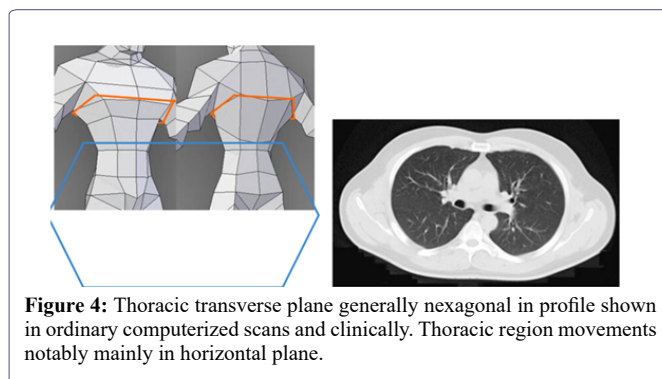 Figure 4: Thoracic transverse plane generally nexagonal in profile shown
in ordinary computerized scans and clinically. Thoracic region movements
notably mainly in horizontal plane.